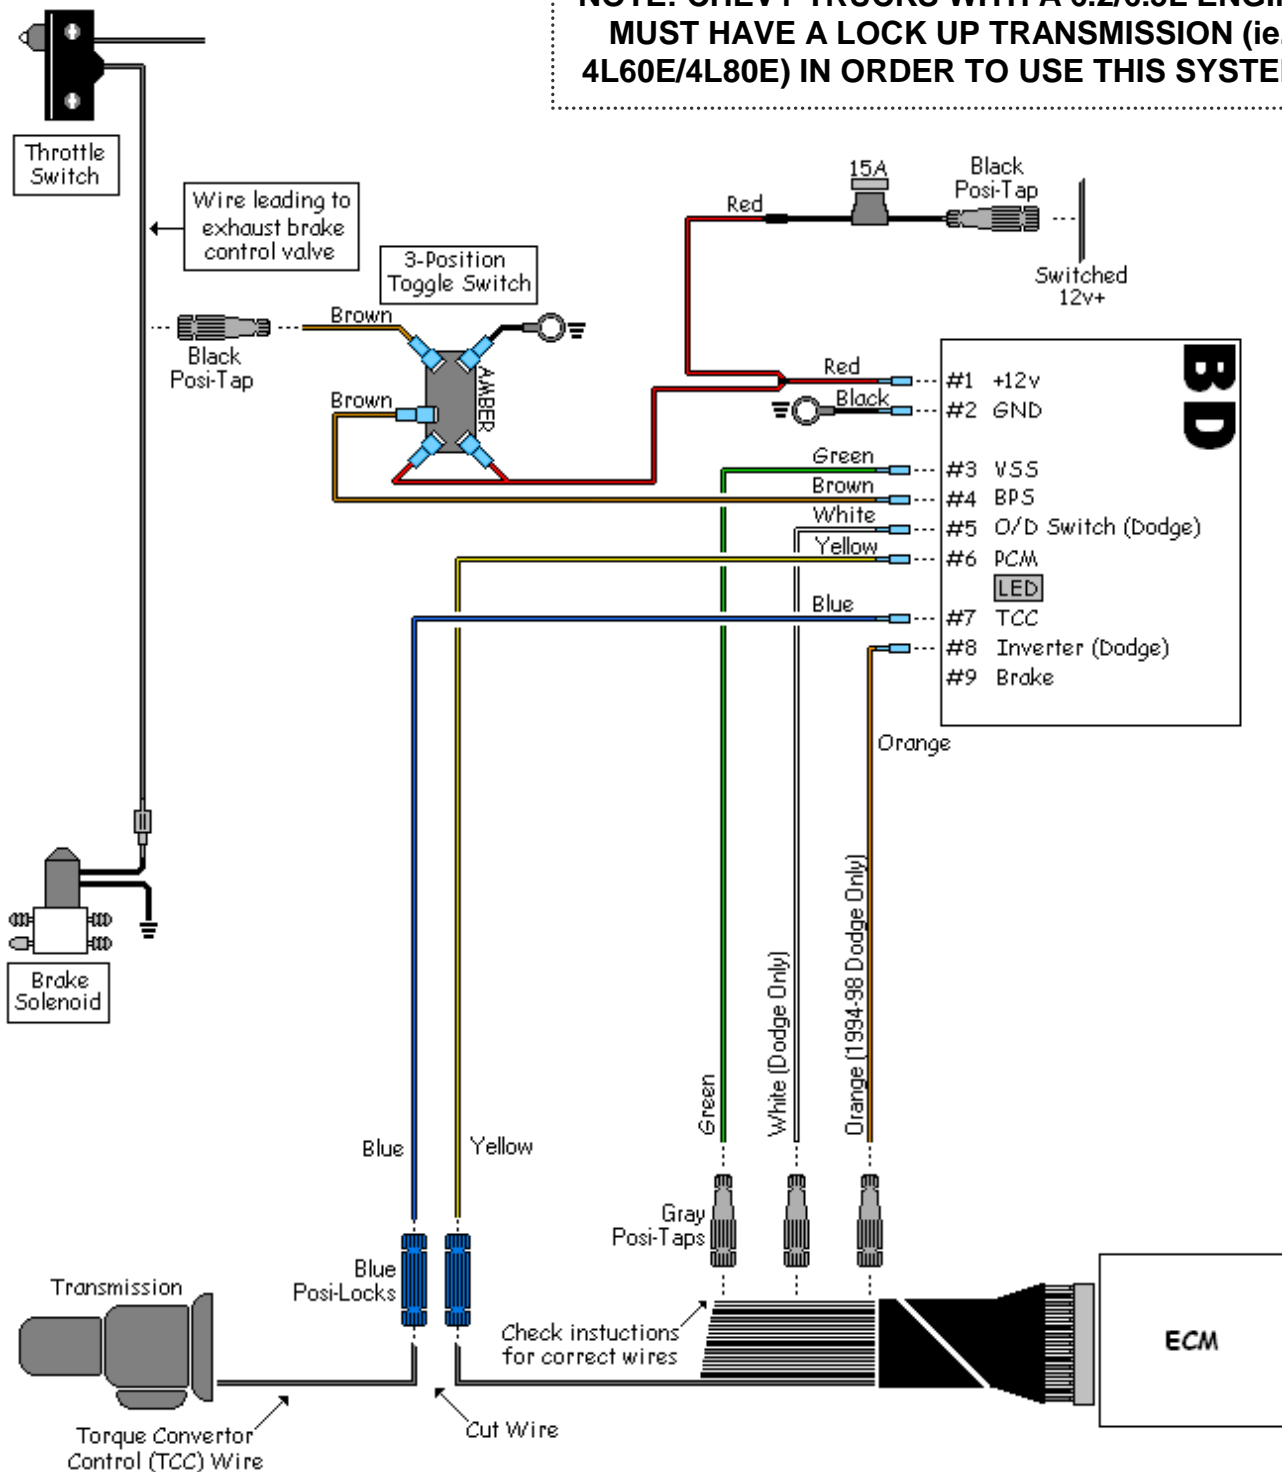 MUST HAVE A LOCK UP TRANSMISSION (ie.
4L60E/4L80E) IN ORDER TO USE THIS SYSTEM
Throttle
Switch
Wire leading to
exhaust brake
control valve
3-Position
Toggle Switch
15A
Black
Posi-Tap
Red
Switched
12v+
Brown
Black
Posi-Tap
AMBER
Brown
BD
Red
#1 +12v
Black
#2 GND
Green
#3 VSS
Brown
#4 BPS
White
#5 O/D Switch (Dodge)
Yellow
#6 PCM
LED
Blue
#7 TCC
#8 Inverter (Dodge)
#9 Brake
Orange
Brake
Solenoid
Green
White (Dodge Only)
Orange (1994-98 Dodge Only)
Blue
Yellow
Gray
Posi-Taps
Blue
Posi-Locks
Transmission
Check instuctions
for correct wires
ECM
Cut Wire
Torque Convertor
Control (TCC) Wire